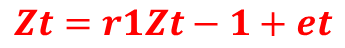 Zt = r1Zt − 1 + et